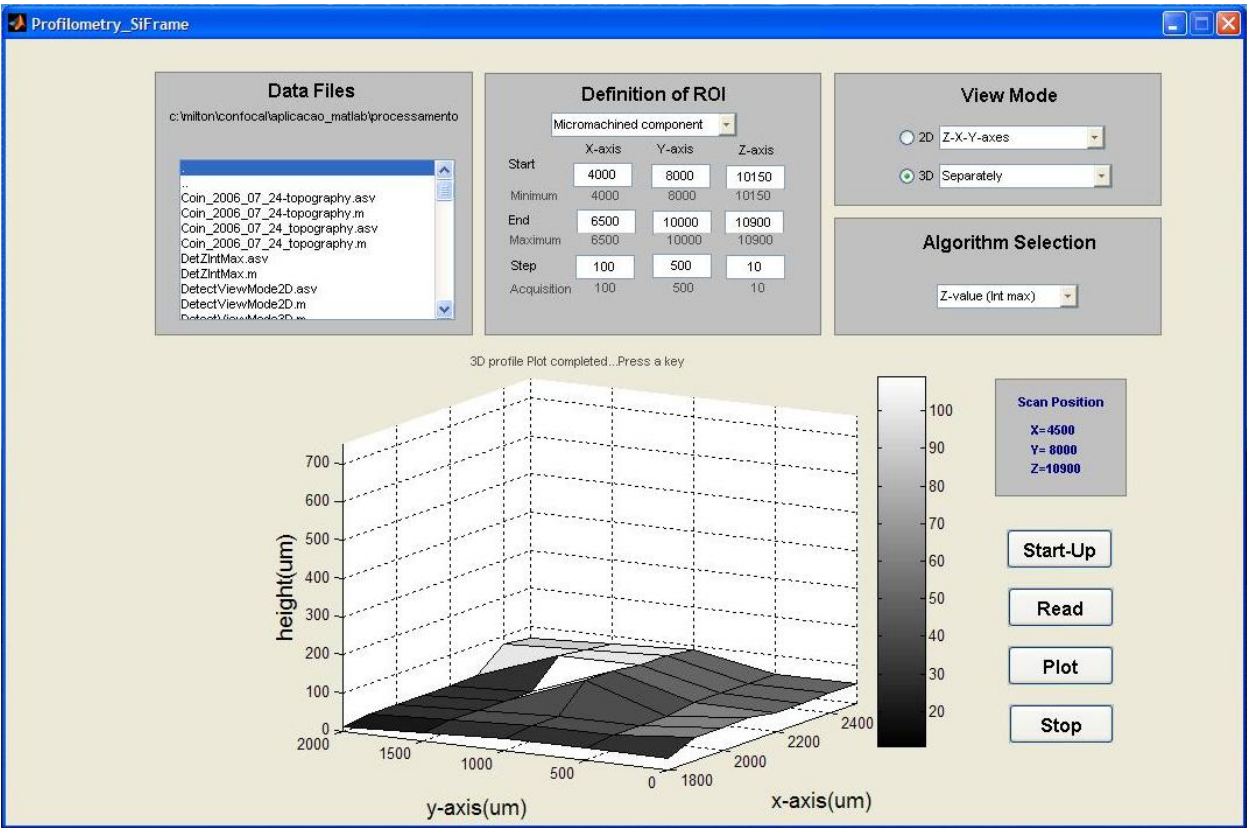 Profilometry_SiFrame
Data Files
c:\milton\confocal\aplicacao_matlab\processamento
.
..
Coin_2006_07_24-topography.asv
Coin_2006_07_24-topography.m
Coin_2006_07_24_topography.asv
Coin_2006_07_24_topography.m
DetZIntMax.asv
DetZIntMax.m
DetectViewMode2D.asv
DetectViewMode2D.m
DetectViewMode3D.m
Definition of ROI
Micromachined component
X-axis Y-axis Z-axis
Start 4000 8000 10150
Minimum 4000 8000 10150
End 6500 10000 10900
Maximum 6500 10000 10900
Step 100 500 10
Acquisition 100 500 10
View Mode
2D Z-X-Y-axes
3D Separately
Algorithm Selection
Z-value (Int max)
3D profile Plot completed...Press a key
height(um)
700
600
500
400
300
200
100
0
2000 1500 1000 500 0
y-axis(um)
1800 2000 2200 2400
x-axis(um)
100
90
80
70
60
50
40
30
20
Scan Position
X=4500
Y= 8000
Z=10900
Start-Up
Read
Plot
Stop